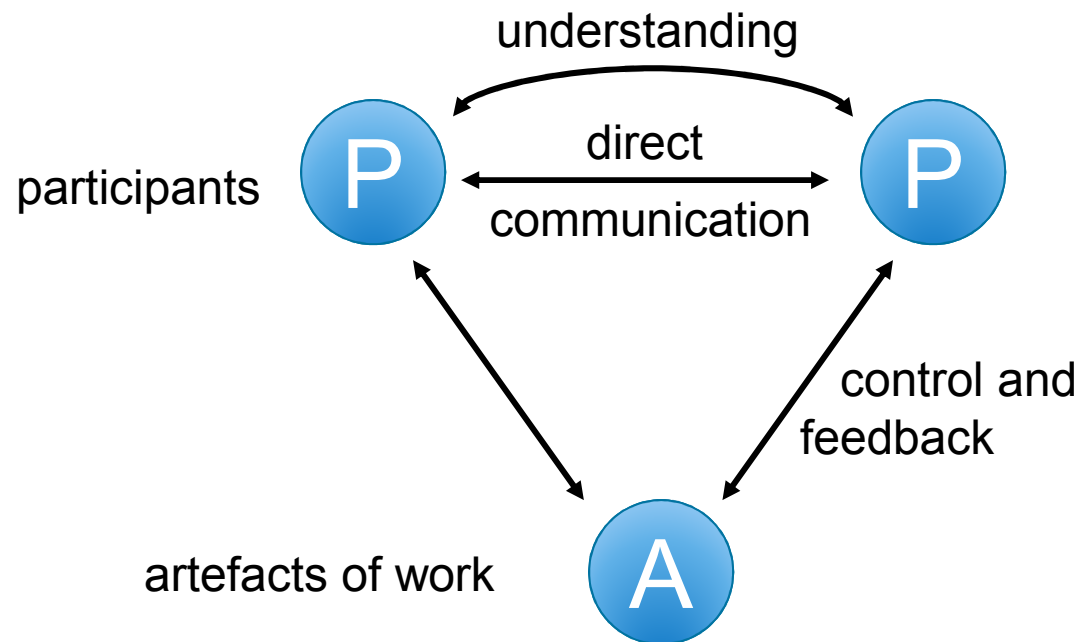 understanding
P
direct
P
participants
communication
control and
feedback
artefacts of work
A